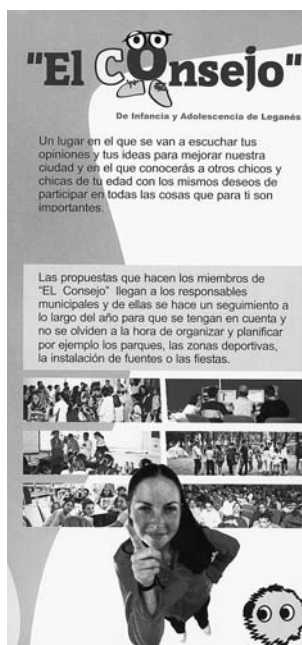 "El Consejo"
De Infancia y Adolescencia de Leganés
Un lugar en el que se van a escuchar tus
opiniones y tus ideas para mejorar nuestra
ciudad y en el que conocerás a otros chicos y
chicas de tu edad con los mismos deseos de
participar en todas las cosas que para ti son
importantes.
Las propuestas que hacen los miembros de
"EL Consejo" llegan a los responsables
municipales y de ellas se hace un seguimiento a
lo largo del año para que se tengan en cuenta y
no se olviden a la hora de organizar y planificar
por ejemplo los parques, las zonas deportivas,
la instalación de fuentes o las fiestas.